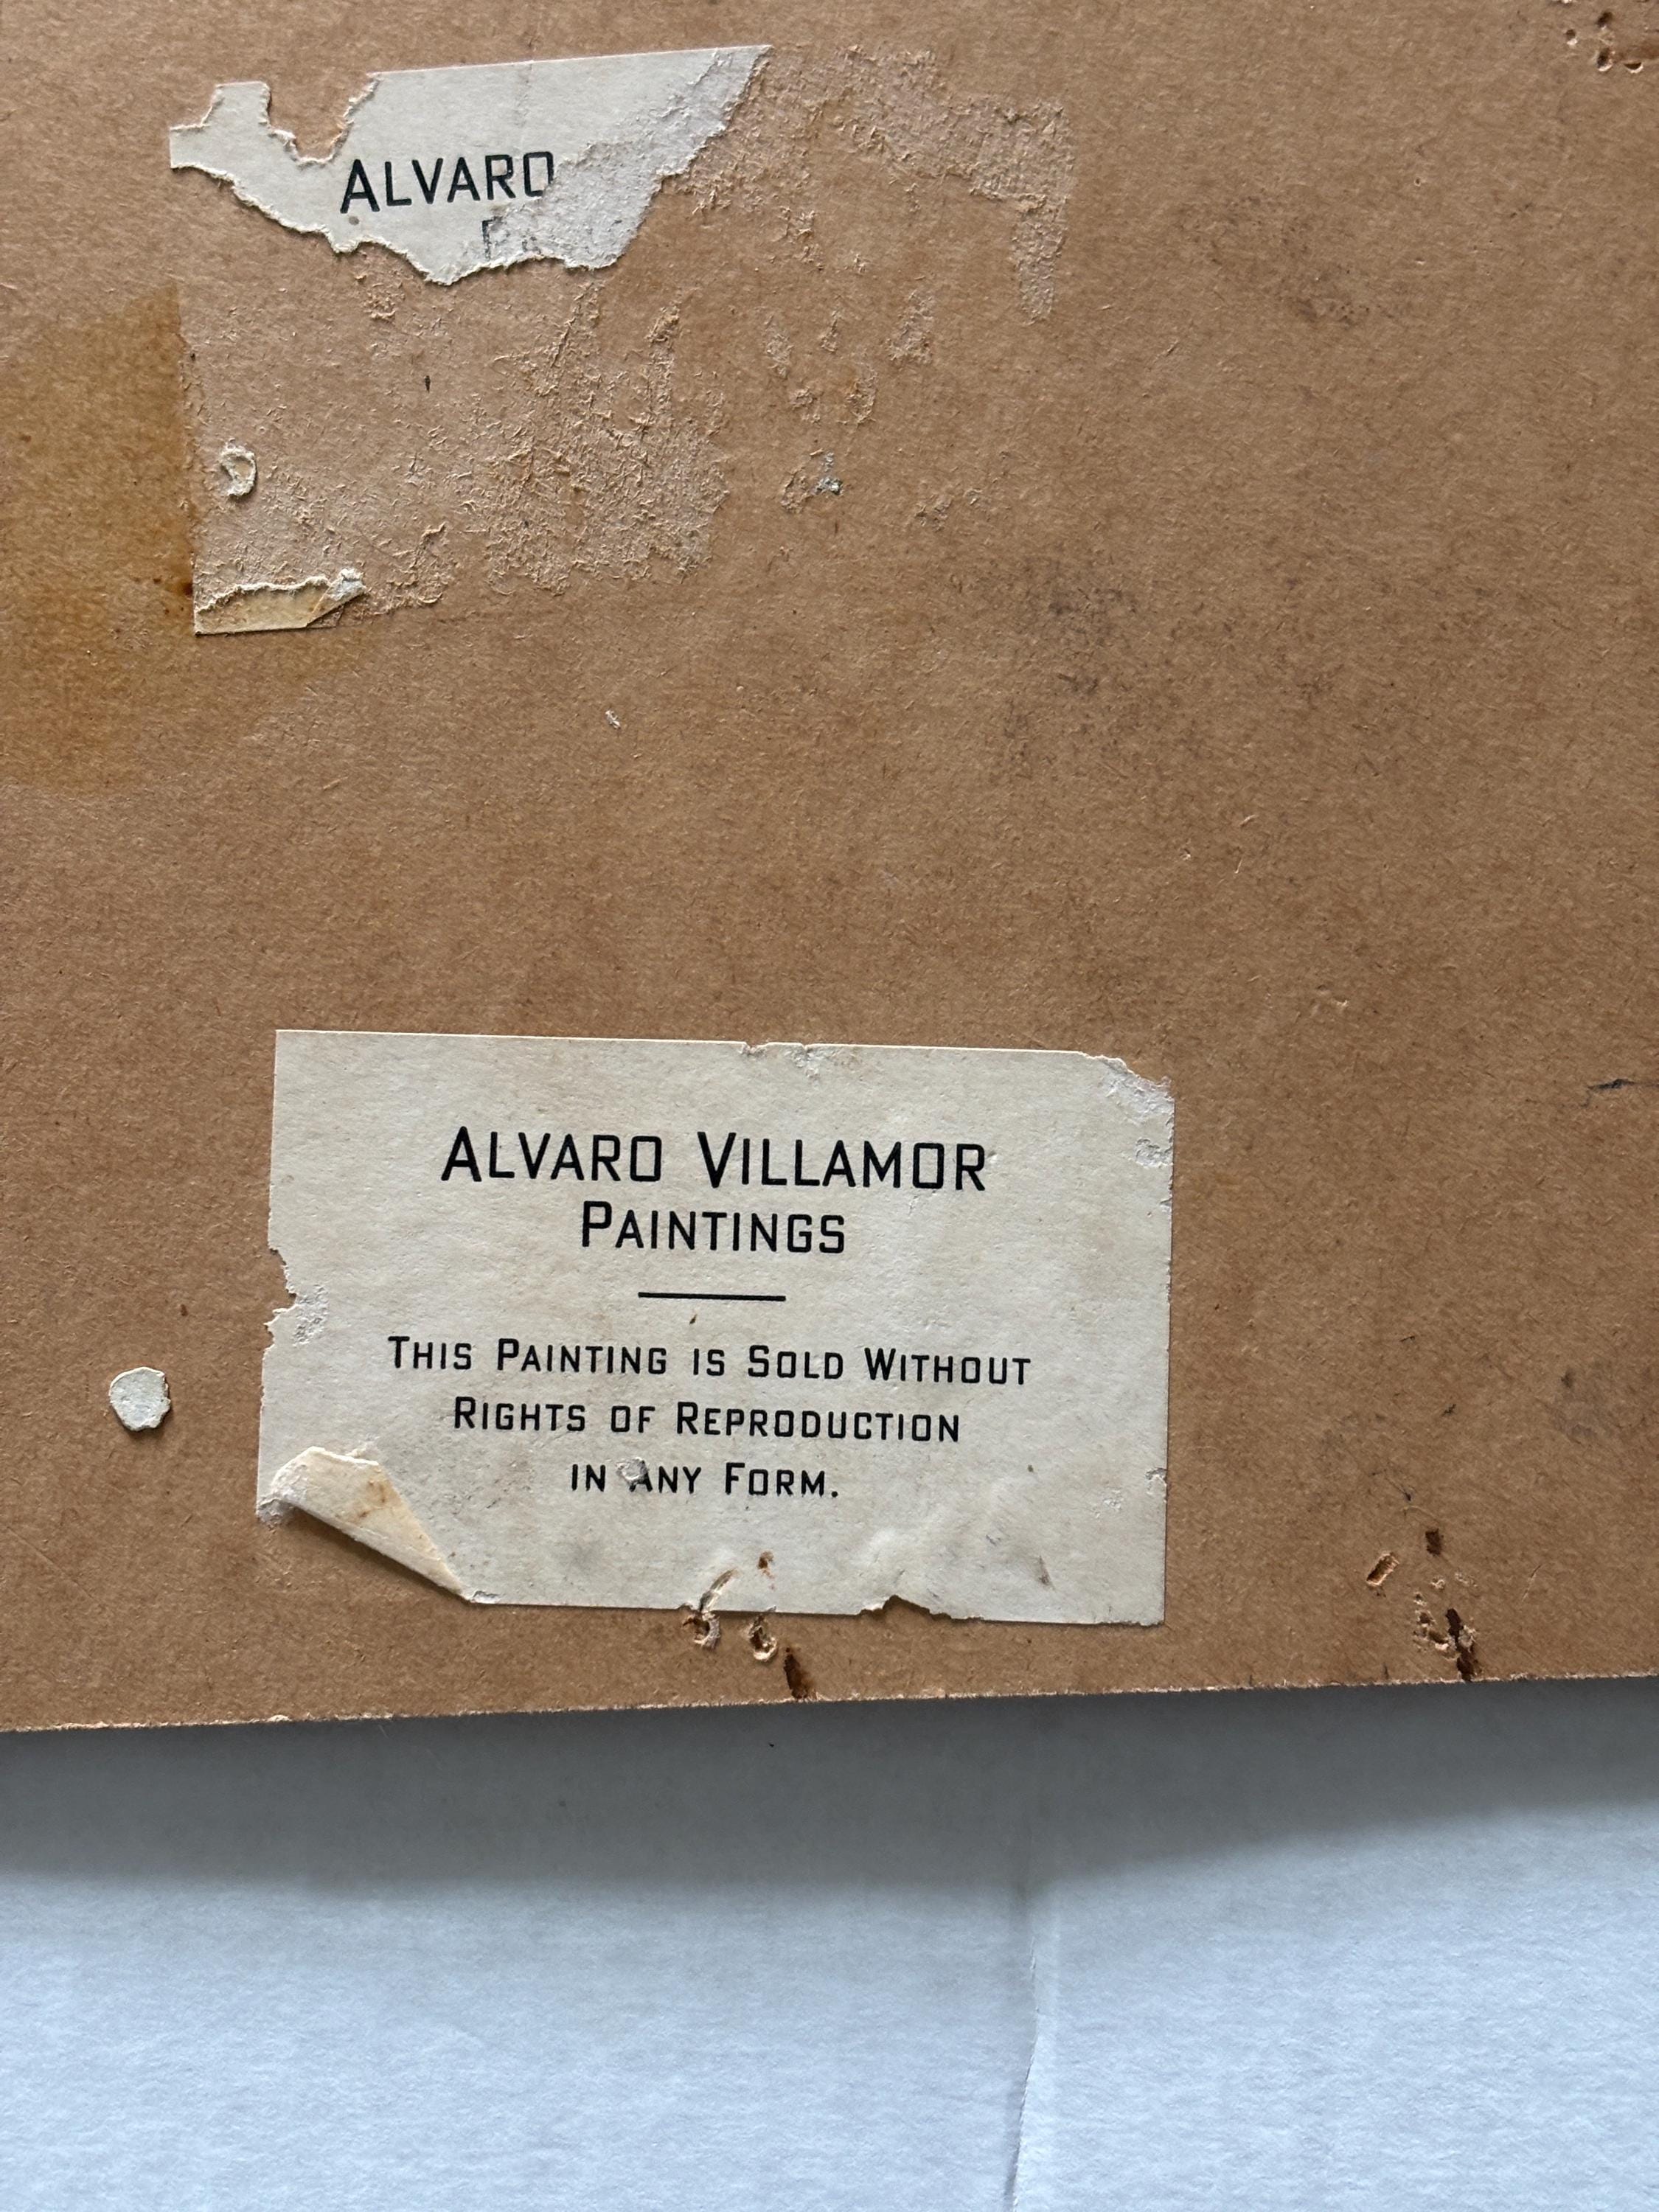 ALVARO
ALVARO VILLAMOR
PAINTINGS
THIS PAINTING IS SOLD WITHOUT
RIGHTS OF REPRODUCTION
IN ANY FORM.